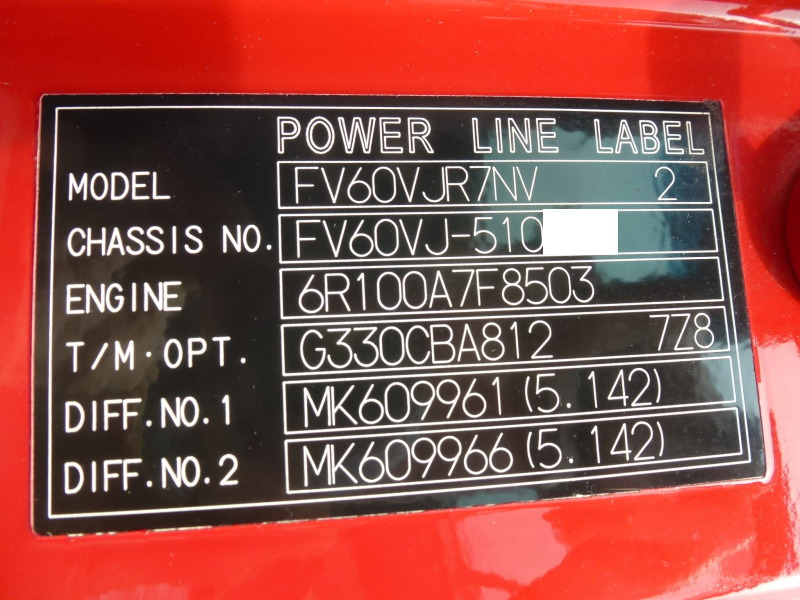 POWER LINE LABEL
MODEL FV60VJR7NV 2
CHASSIS NO. FV60VJ-510
ENGINE 6R100A7F8503
T/M·OPT. G330CBA812 7Z8
DIFF.NO.1 MK609961 (5.142)
DIFF.NO.2 MK609966 (5.142)